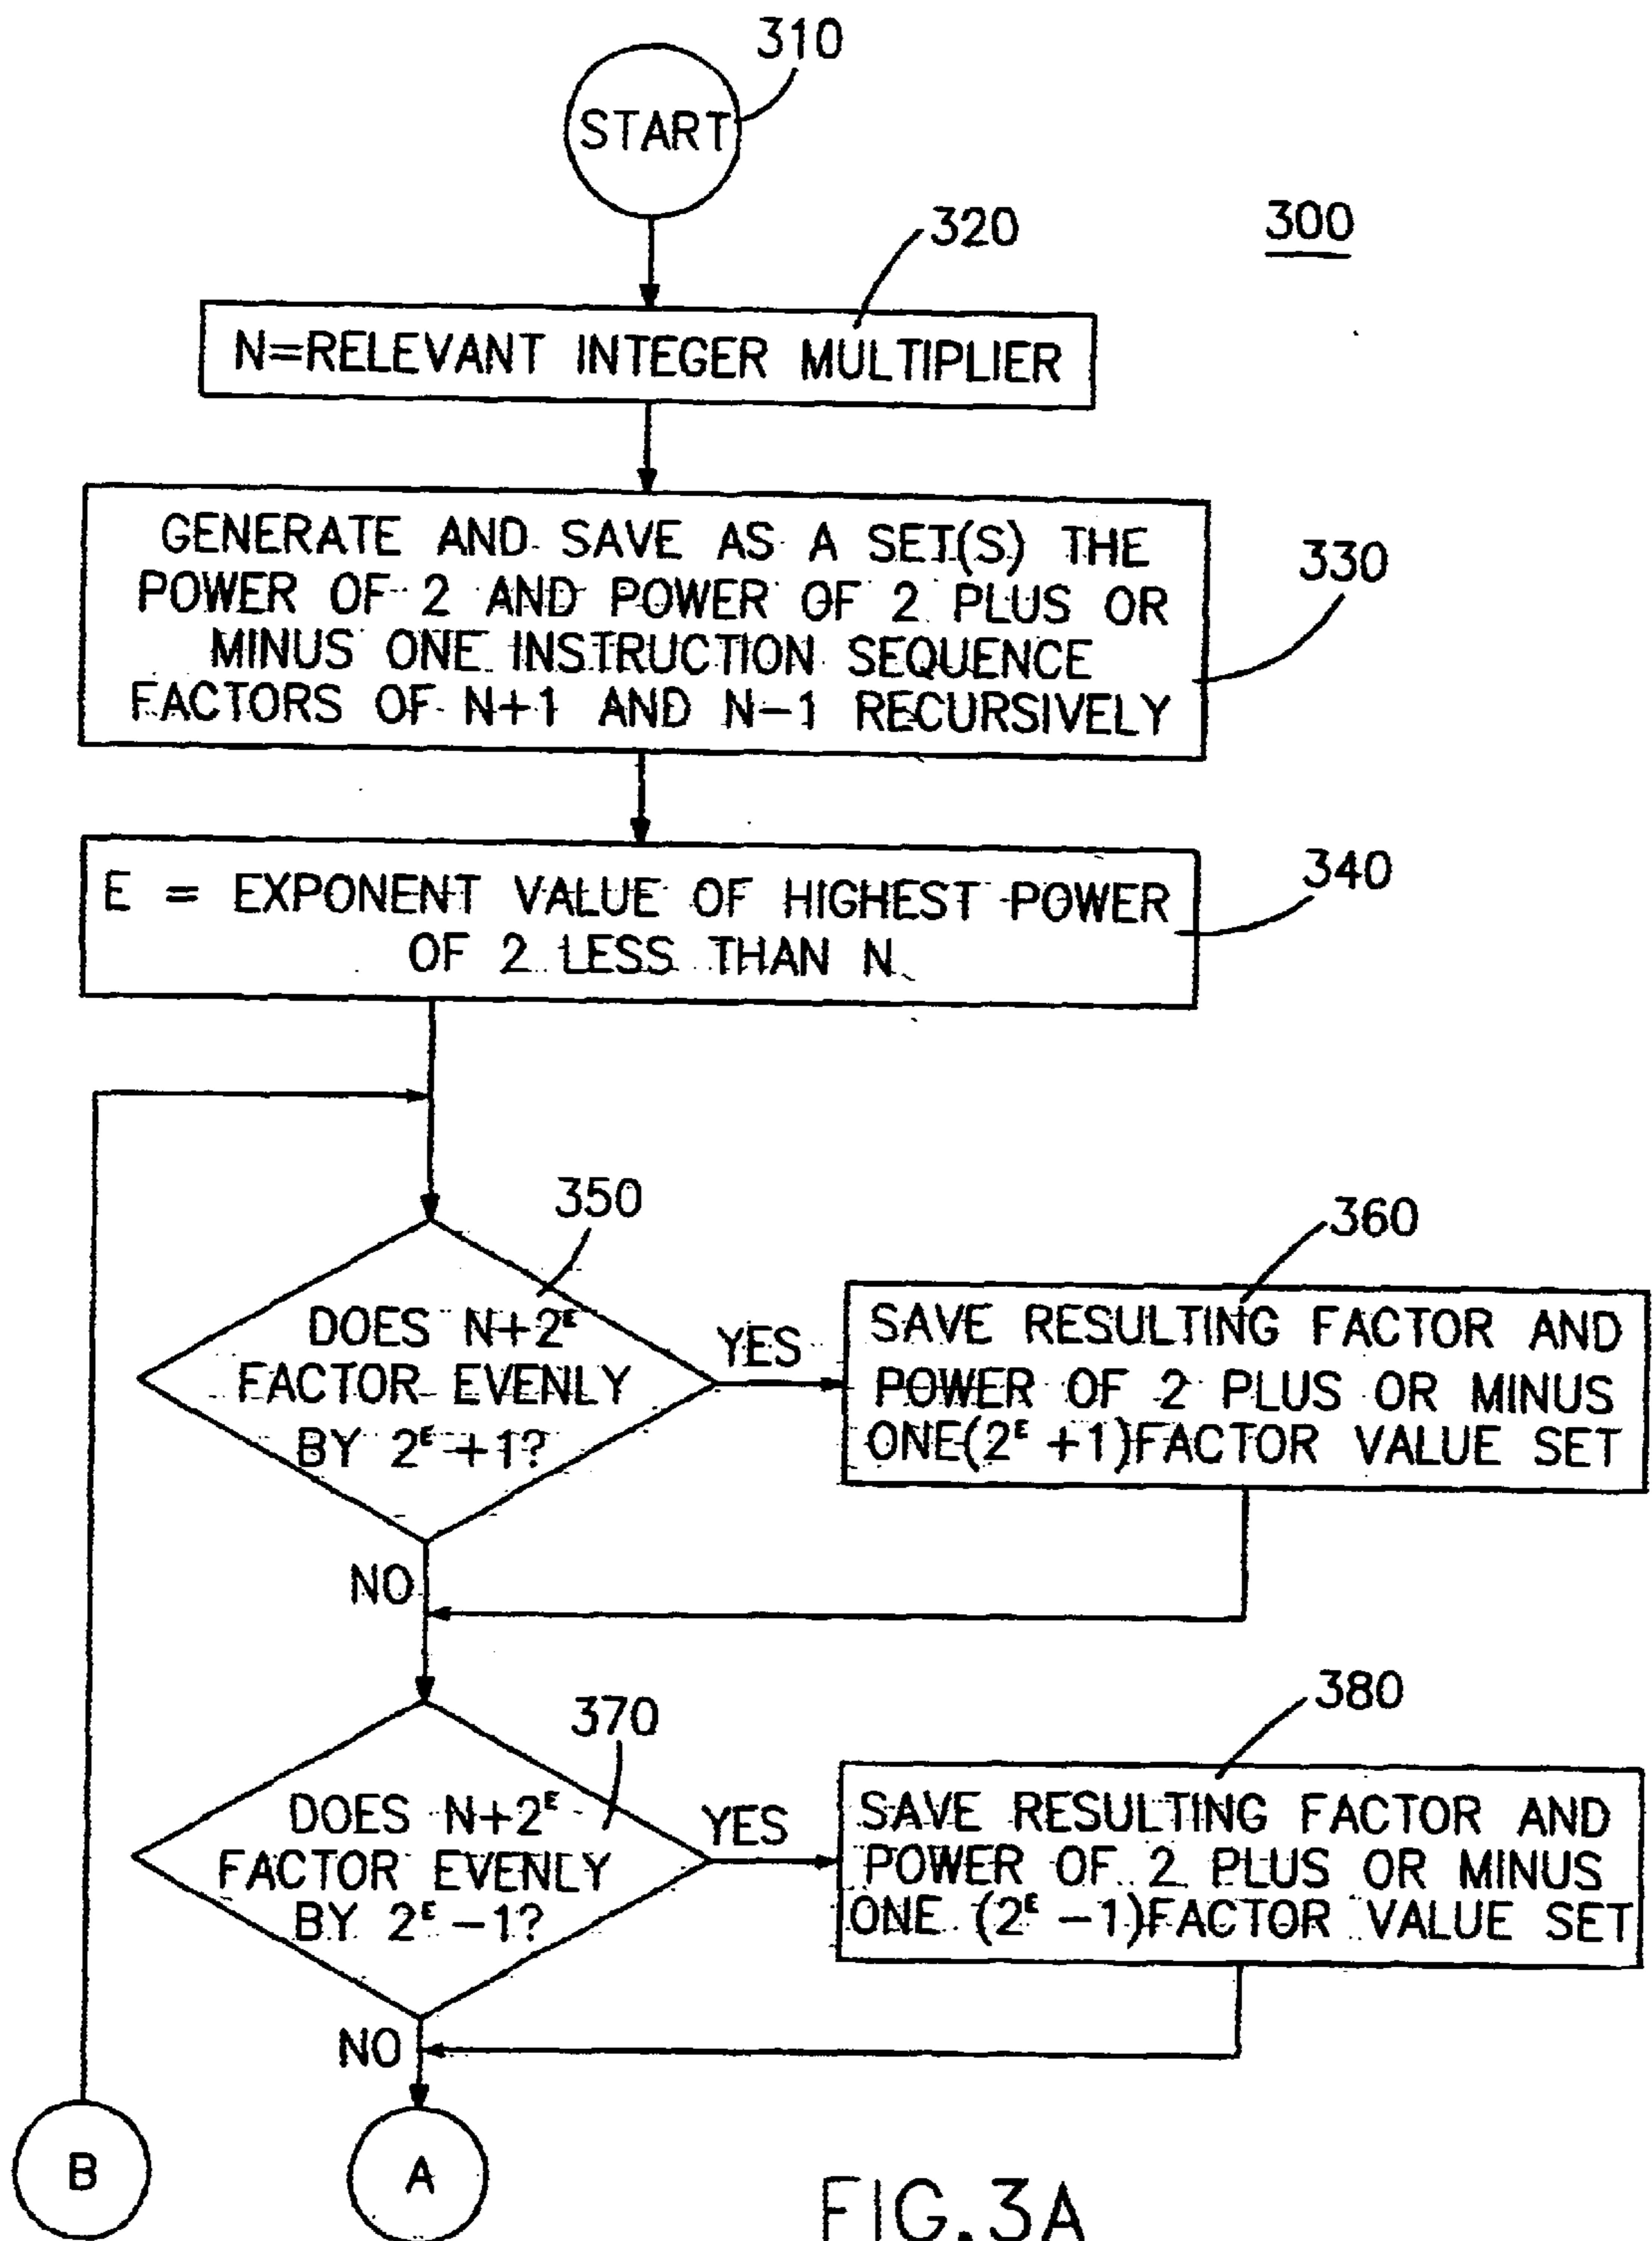 310
START
320
300
N=RELEVANT INTEGER MULTIPLIER
GENERATE AND SAVE AS A SET(S) THE
POWER OF 2 AND POWER OF 2 PLUS OR
MINUS ONE INSTRUCTION SEQUENCE
FACTORS OF N+1 AND N-1 RECURSIVELY
330
E = EXPONENT VALUE OF HIGHEST POWER
OF 2 LESS THAN N
340
350
DOES N+2ᴱ
FACTOR EVENLY
BY 2ᴱ+1?
YES
360
SAVE RESULTING FACTOR AND
POWER OF 2 PLUS OR MINUS
ONE(2ᴱ +1)FACTOR VALUE SET
NO
370
DOES N+2ᴱ
FACTOR EVENLY
BY 2ᴱ-1?
YES
380
SAVE RESULTING FACTOR AND
POWER OF 2 PLUS OR MINUS
ONE (2ᴱ -1)FACTOR VALUE SET
NO
B
A
FIG.3A